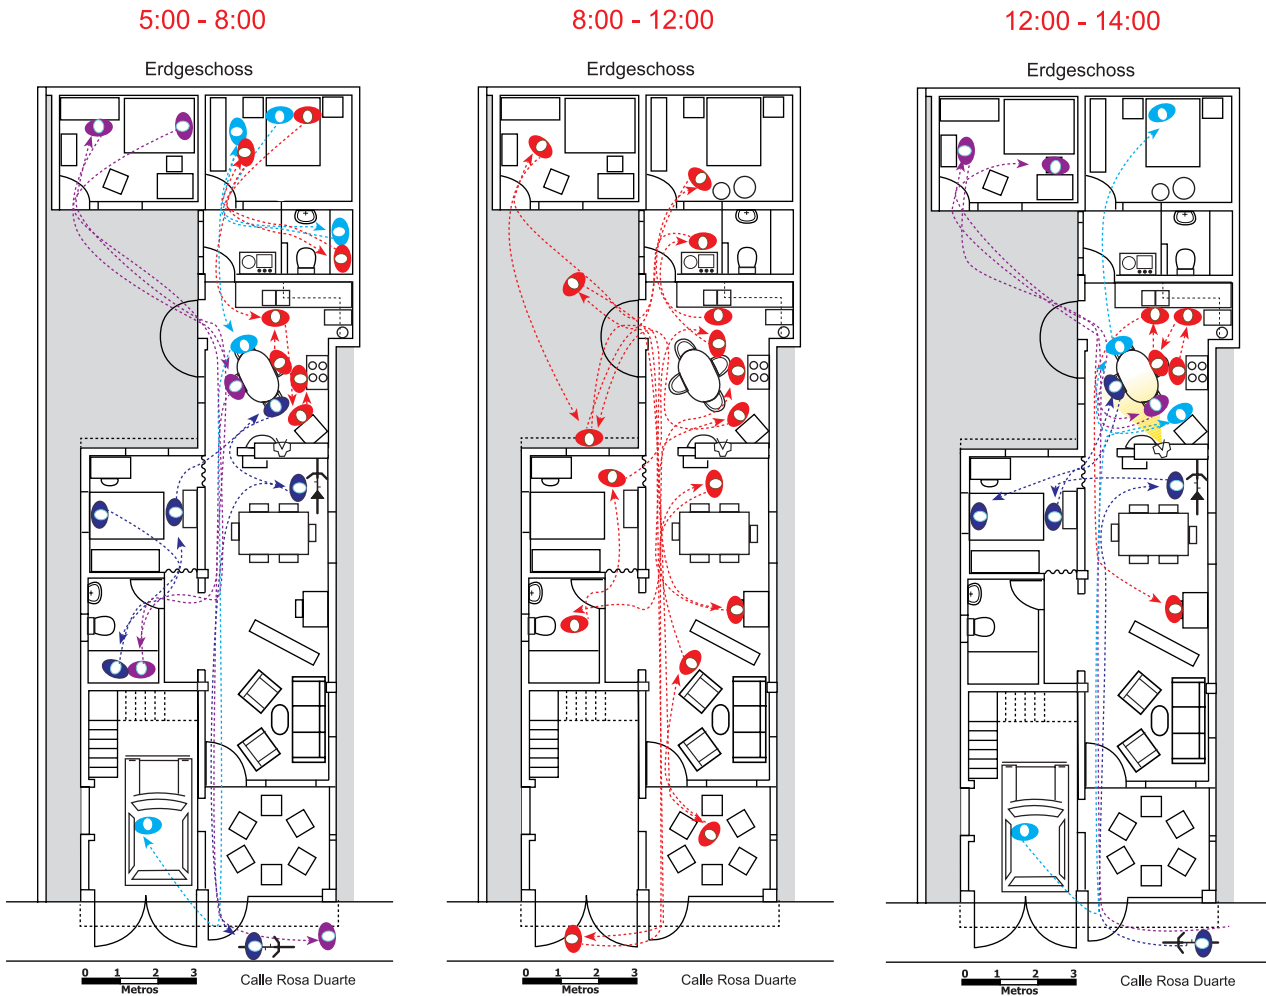 5:00 - 8:00
8:00 - 12:00
12:00 - 14:00
Erdgeschoss
Erdgeschoss
Erdgeschoss
0 1 2 3
Metros
Calle Rosa Duarte
0 1 2 3
Metros
Calle Rosa Duarte
0 1 2 3
Metros
Calle Rosa Duarte